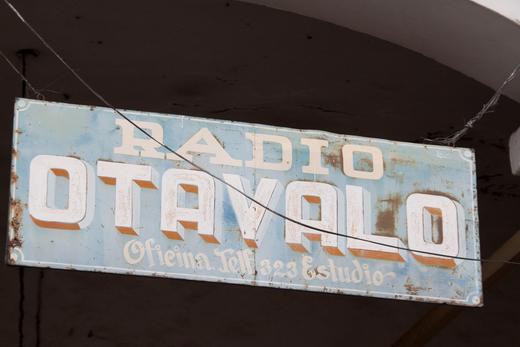 RADIO
OTAVALO
Oficina Telf 323 Estudio